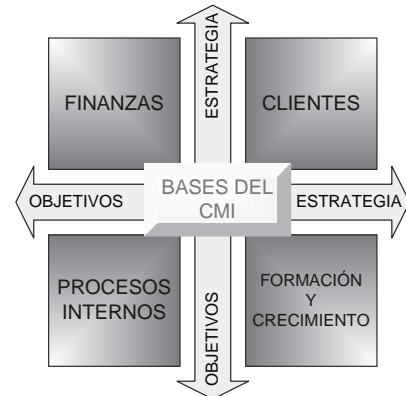 ESTRATEGIA
FINANZAS
CLIENTES
OBJETIVOS
BASES DEL
CMI
ESTRATEGIA
PROCESOS
INTERNOS
FORMACIÓN
Y
CRECIMIENTO
OBJETIVOS